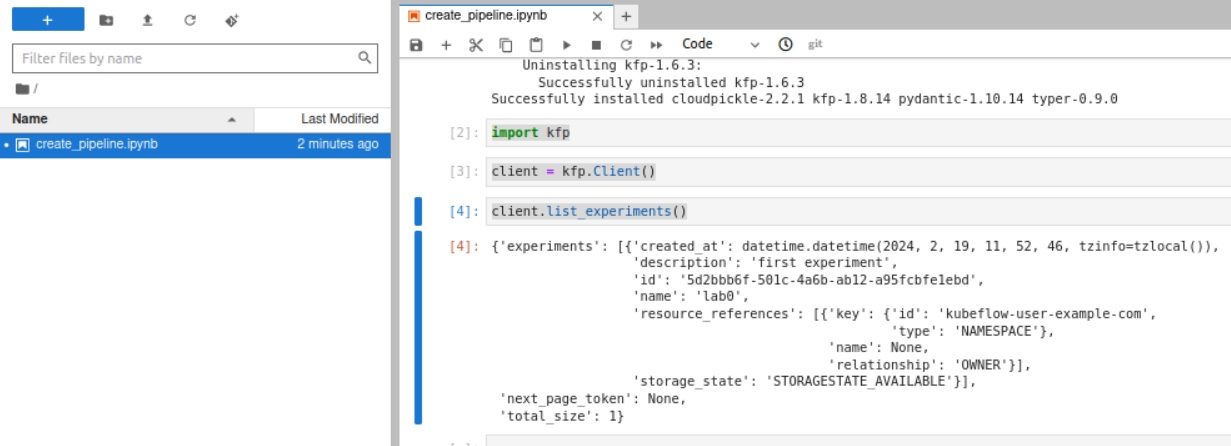 +
Filter files by name
/
Name Last Modified
create_pipeline.ipynb 2 minutes ago
create_pipeline.ipynb
Code
git
Uninstalling kfp-1.6.3:
Successfully uninstalled kfp-1.6.3
Successfully installed cloudpickle-2.2.1 kfp-1.8.14 pydantic-1.10.14 typer-0.9.0
[2]: import kfp
[3]: client = kfp.Client()
[4]: client.list_experiments()
[4]: {'experiments': [{'created_at': datetime.datetime(2024, 2, 19, 11, 52, 46, tzinfo=tzlocal()),
'description': 'first experiment',
'id': '5d2bbb6f-501c-4a6b-ab12-a95fcbfe1ebd',
'name': 'lab0',
'resource_references': [{'key': {'id': 'kubeflow-user-example-com',
'type': 'NAMESPACE'},
'name': None,
'relationship': 'OWNER'}],
'storage_state': 'STORAGESTATE_AVAILABLE'}],
'next_page_token': None,
'total_size': 1}